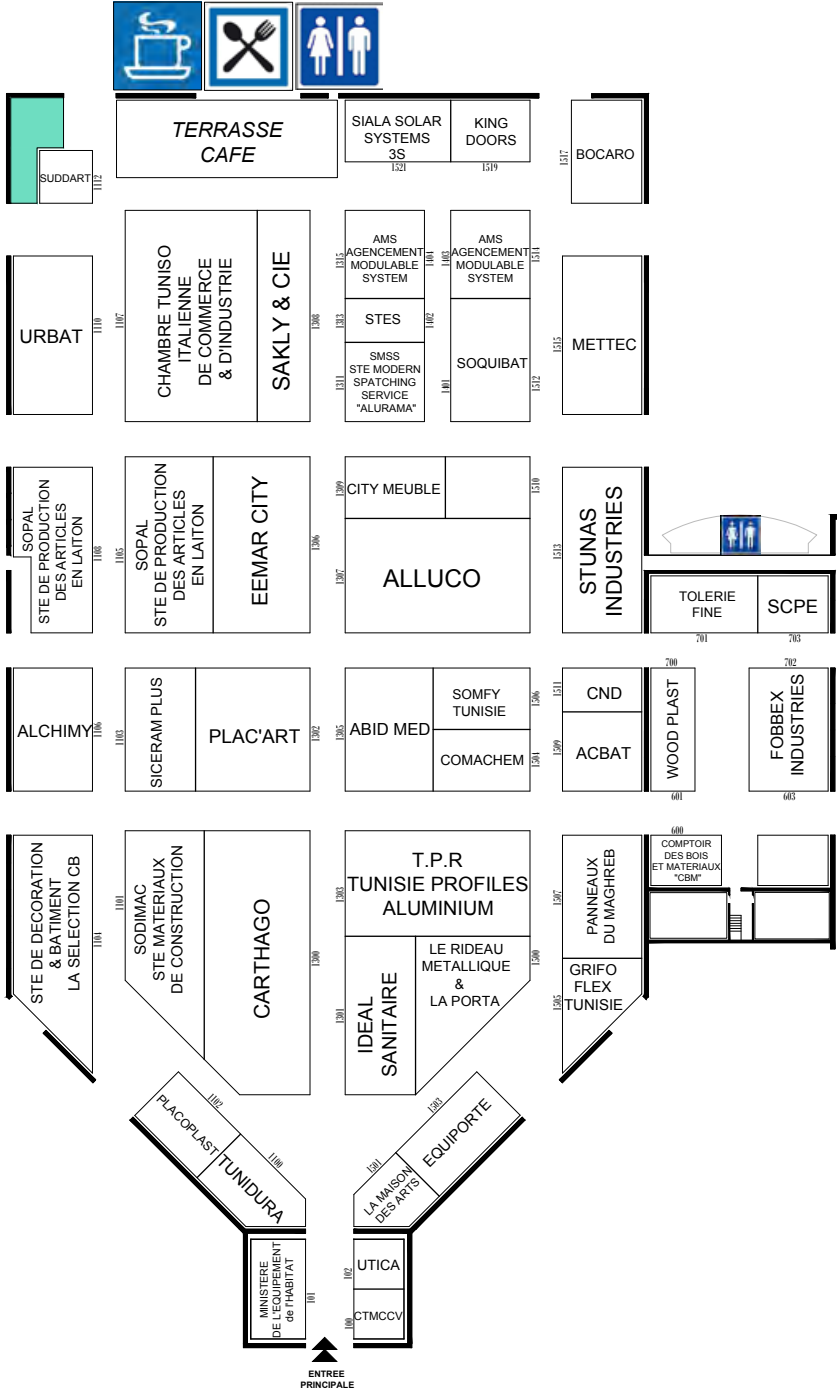 TERRASSE
CAFE
SIALA SOLAR
SYSTEMS
3S
1521
KING
DOORS
1519
1517
BOCARO
SUDDART
1112
URBAT
1110
1107
CHAMBRE TUNISO
ITALIENNE
DE COMMERCE
& D'INDUSTRIE
SAKLY & CIE
1308
1315
AMS
AGENCEMENT
MODULABLE
SYSTEM
1404
1403
AMS
AGENCEMENT
MODULABLE
SYSTEM
1514
1313
STES
1402
1311
SMSS
STE MODERN
SPATCHING
SERVICE
"ALURAMA"
1401
SOQUIBAT
1512
1515
METTEC
SOPAL
STE DE PRODUCTION
DES ARTICLES
EN LAITON
1108
1105
SOPAL
STE DE PRODUCTION
DES ARTICLES
EN LAITON
EEMAR CITY
1306
1309
CITY MEUBLE
1510
1307
ALLUCO
1513
STUNAS
INDUSTRIES
TOLERIE
FINE
701
SCPE
703
ALCHIMY
1106
1103
SICERAM PLUS
PLAC'ART
1302
1305
ABID MED
SOMFY
TUNISIE
1506
COMACHEM
1504
1511
CND
1509
ACBAT
700
WOOD PLAST
601
702
FOBBEX
INDUSTRIES
603
STE DE DECORATION
& BATIMENT
LA SELECTION CB
1104
1101
SODIMAC
STE MATERIAUX
DE CONSTRUCTION
CARTHAGO
1300
1303
T.P.R
TUNISIE PROFILES
ALUMINIUM
1301
IDEAL
SANITAIRE
LE RIDEAU
METALLIQUE
&
LA PORTA
1500
1507
PANNEAUX
DU MAGHREB
1505
GRIFO
FLEX
TUNISIE
600
COMPTOIR
DES BOIS
ET MATERIAUX
"CBM"
1102
PLACOPLAST
1100
TUNIDURA
1503
EQUIPORTE
1501
LA MAISON
DES ARTS
MINISTERE
DE L'EQUIPEMENT
de l'HABITAT
101
102
UTICA
100
CTMCCV
ENTREE
PRINCIPALE